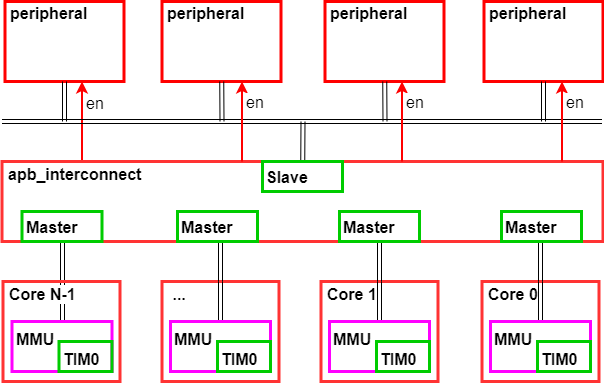 peripheral
peripheral
peripheral
peripheral
en
en
en
en
apb_interconnect
Slave
Master
Master
Master
Master
Core N-1
...
Core 1
Core 0
MMU
TIM0
MMU
TIM0
MMU
TIM0
MMU
TIM0